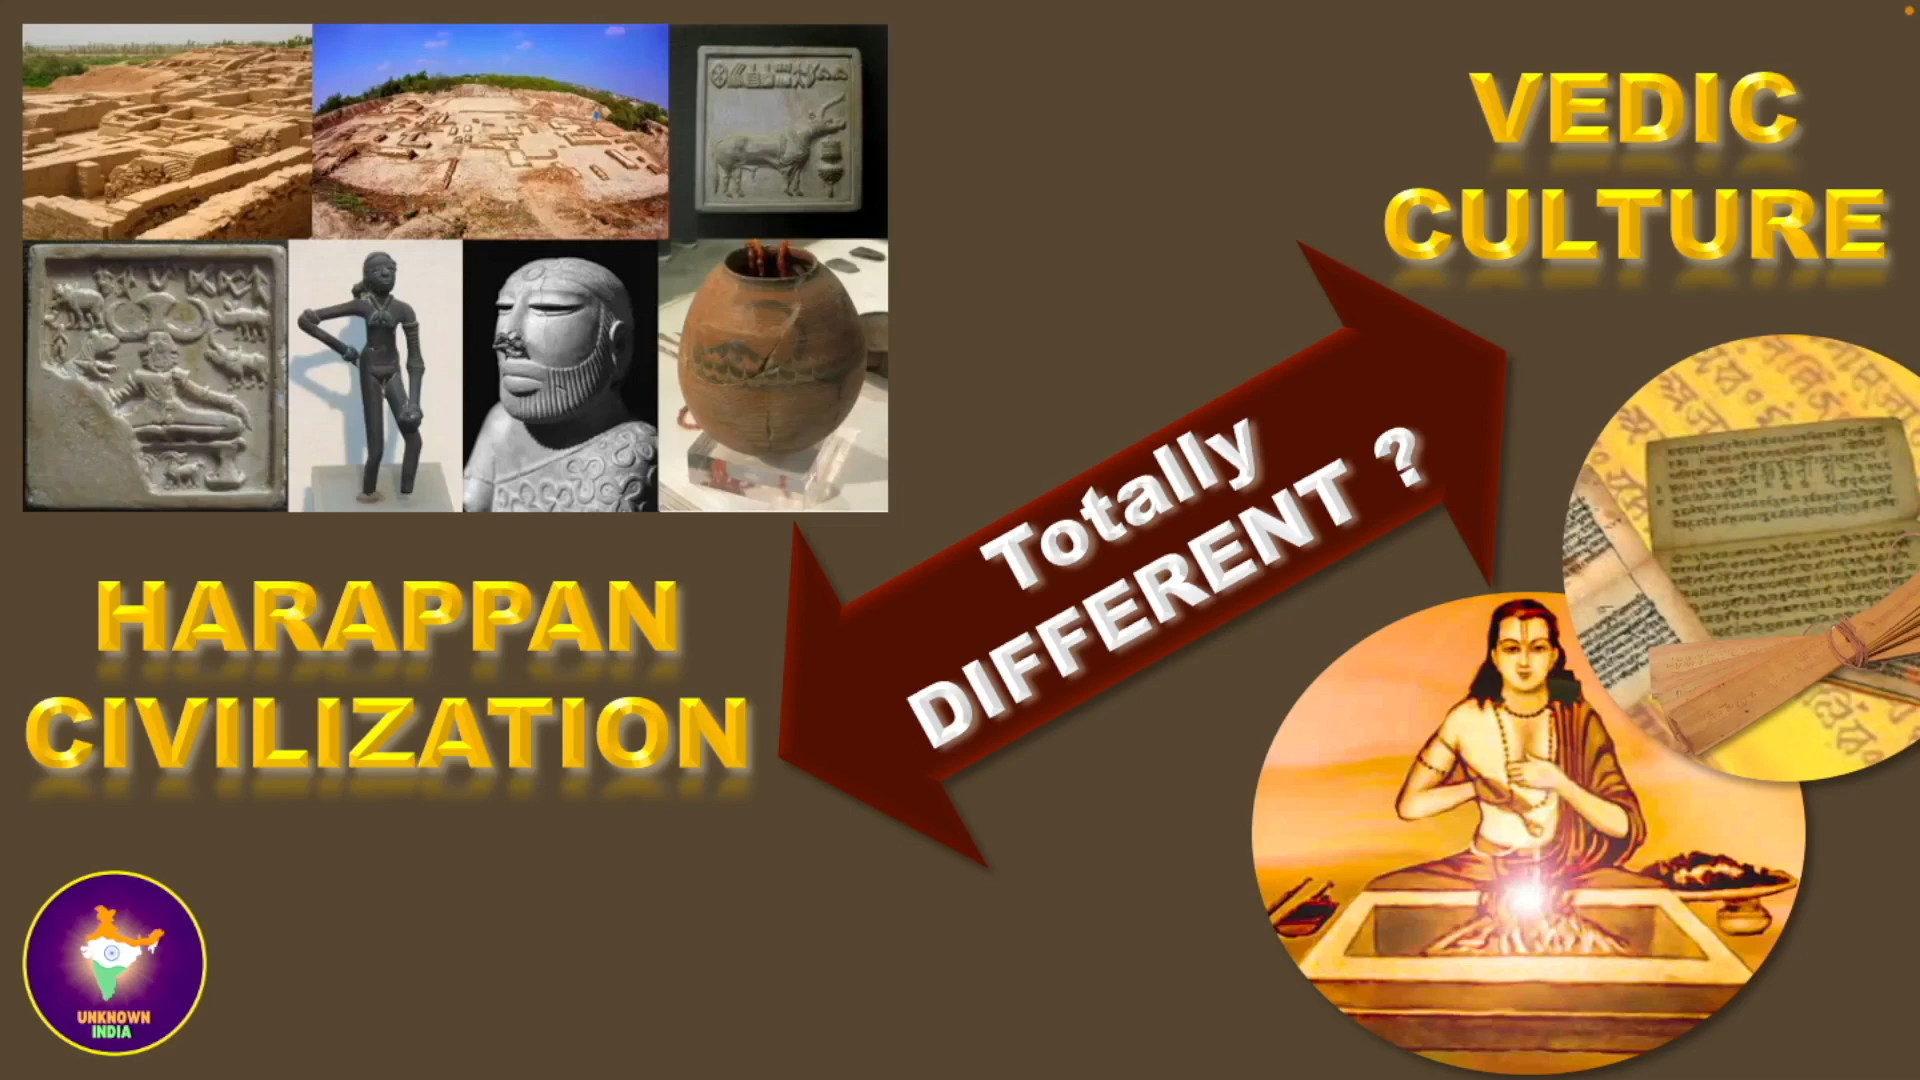 VEDIC
CULTURE
Totally
DIFFERENT ?
HARAPPAN
CIVILIZATION
UNKNOWN
INDIA